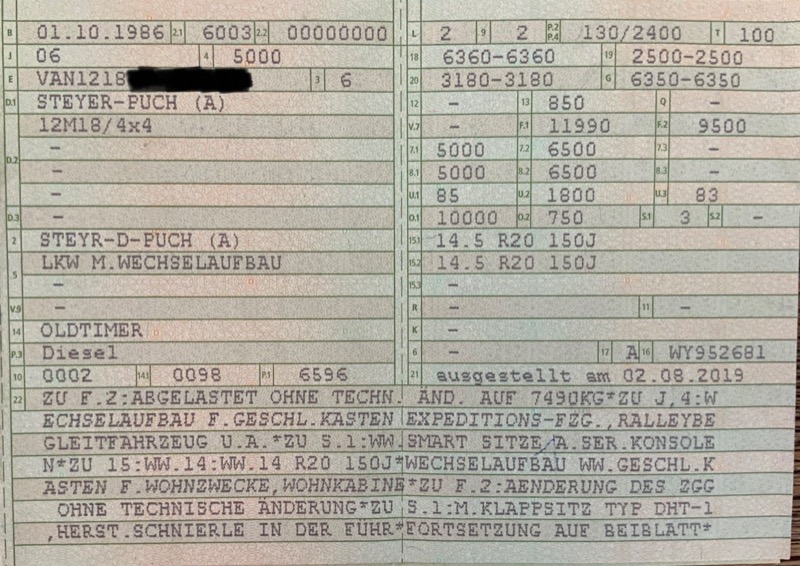 B 01.10.1986 2.1 6003 2.2 00000000
J 06 4 5000
E VAN1218 3 6
D.1 STEYER-PUCH (A)
12M18/4x4
D.2 –
–
–
D.3 –
2 STEYR-D-PUCH (A)
5 LKW M.WECHSELAUFBAU
–
V.9 –
14 OLDTIMER
P.3 Diesel
10 0002 14.1 0098 P.1 6596
L 2 9 2 P.2 P.4 130/2400 T 100
18 6360-6360 19 2500-2500
20 3180-3180 G 6350-6350
12 – 13 850 Q –
V.7 – F.1 11990 F.2 9500
7.1 5000 7.2 6500 7.3 –
8.1 5000 8.2 6500 8.3 –
U.1 85 U.2 1800 U.3 83
O.1 10000 O.2 750 S.1 3 S.2 –
15.1 14.5 R20 150J
15.2 14.5 R20 150J
15.3 –
R – 11 –
K –
6 – 17 A 16 WY952681
21 ausgestellt am 02.08.2019
22 ZU F.2:ABGELASTET OHNE TECHN. ÄND. AUF 7490KG*ZU J,4:W
ECHSELAUFBAU F.GESCHL.KASTEN EXPEDITIONS-FZG.,RALLEYBE
GLEITFAHRZEUG U.A.*ZU S.1:WW.SMART SITZE/A.SER.KONSOLE
N*ZU 15:WW.14:WW.14 R20 150J*WECHSELAUFBAU WW.GESCHL.K
ASTEN F.WOHNZWECKE,WOHNKABINE*ZU F.2:AENDERUNG DES ZGG
OHNE TECHNISCHE ÄNDERUNG*ZU S.1:M.KLAPPSITZ TYP DHT-1
,HERST.SCHNIERLE IN DER FÜHR*FORTSETZUNG AUF BEIBLATT*